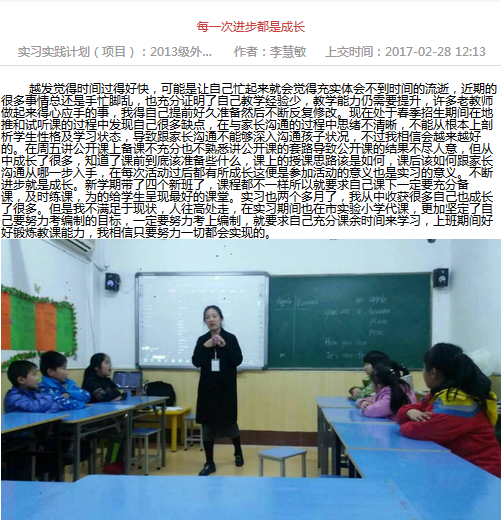 每一次进步都是成长
实习实践计划（项目）：2013级外... 作者：李慧敏 上交时间：2017-02-28 12:13
越发觉得时间过得好快，可能是让自己忙起来就会觉得充实体会不到时间的流逝，近期的
很多事情总还是手忙脚乱，也充分证明了自己教学经验少，教学能力仍需要提升，许多老教师
做起来得心应手的事，我得自己提前好久准备然后不断反复修改。现在处于春季招生期间在地
推和试听课的过程中发现自己很多缺点，在与家长沟通的过程中思绪不清晰，不能从根本上剖
析学生性格及学习状态，导致跟家长沟通不能够深入沟通孩子状况，不过我相信会越来越好
的。在周五讲公开课上备课不充分也不熟悉讲公开课的套路导致公开课的结果不尽人意，但从
中成长了很多，知道了课前到底该准备些什么，课上的授课思路该是如何，课后该如何跟家长
沟通从哪一步入手，在每次活动过后都有所成长这便是参加活动的意义也是实习的意义。不断
进步就是成长。新学期带了四个新班了，课程都不一样所以就要求自己课下一定要充分备
课，及时练课，为的给学生呈现最好的课堂。实习也两个多月了，我从中收获很多自己也成长
了很多。但是我不满足于现状，人往高处走，在实习期间也在市实验小学代课，更加坚定了自
己要努力考编制的目标，一定要努力考上编制，就要求自己充分课余时间来学习，上班期间好
好锻炼教课能力，我相信只要努力一切都会实现的。